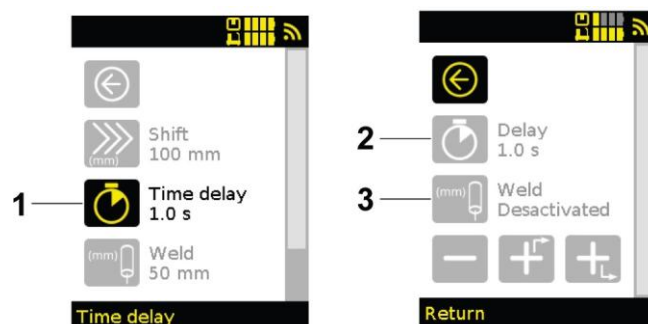 (mm)
Shift
100 mm
1
Time delay
1.0 s
(mm)
Weld
50 mm
Time delay
2
Delay
1.0 s
3
(mm)
Weld
Desactivated
Return